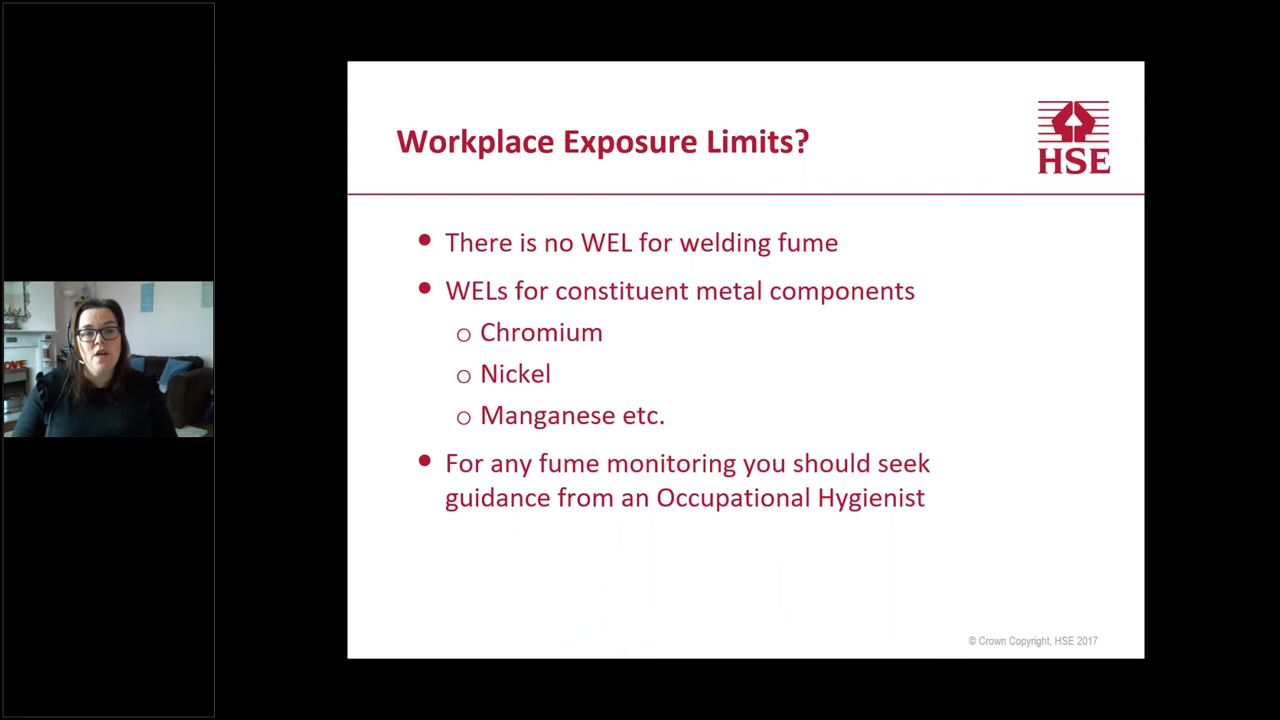 Workplace Exposure Limits?
HSE
• There is no WEL for welding fume
• WELs for constituent metal components
o Chromium
o Nickel
o Manganese etc.
• For any fume monitoring you should seek
guidance from an Occupational Hygienist
© Crown Copyright, HSE 2017